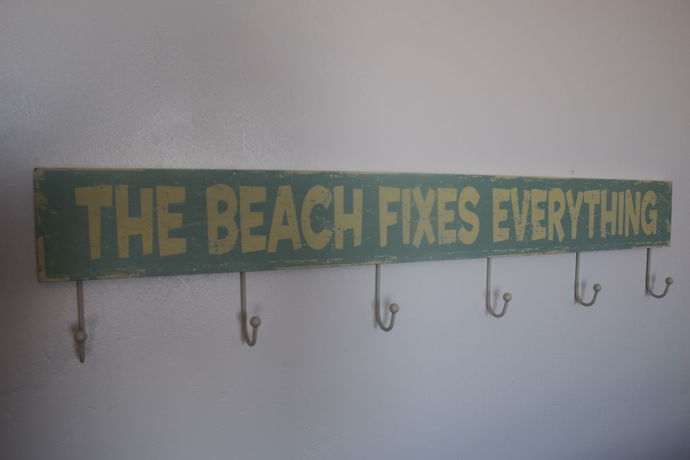 THE BEACH FIXES EVERYTHING